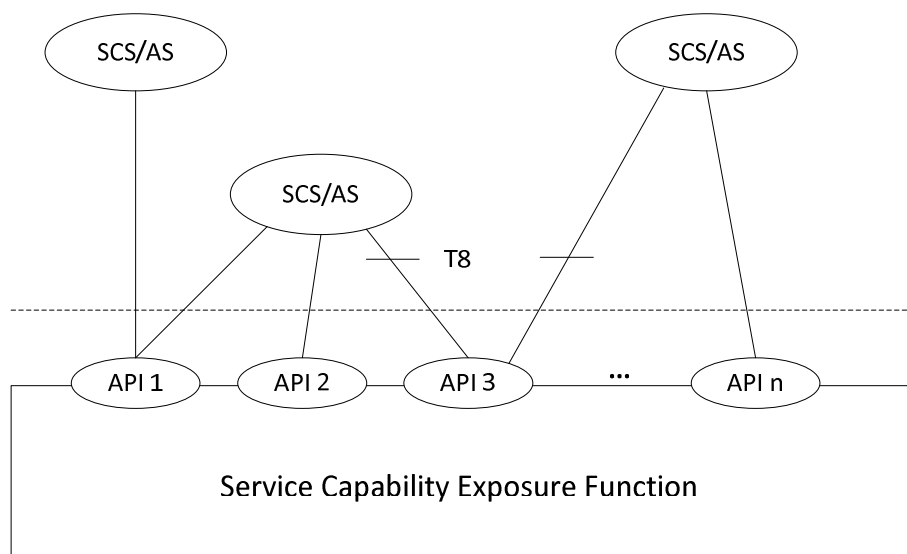 SCS/AS
SCS/AS
SCS/AS
T8
API 1
API 2
API 3
...
API n
Service Capability Exposure Function